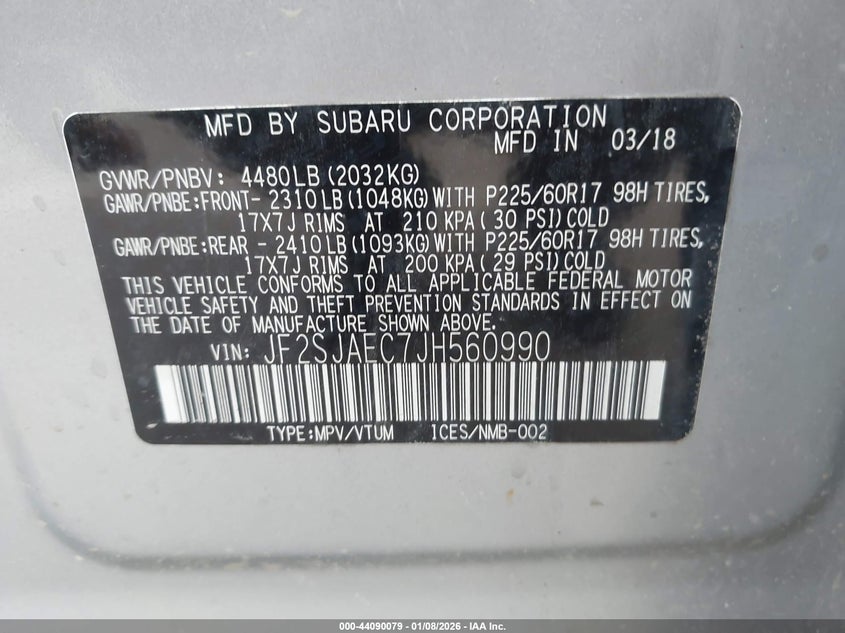 MFD BY SUBARU CORPORATION
MFD IN 03/18
GVWR/PNBV: 4480LB(2032KG)
GAWR/PNBE:FRONT- 2310LB(1048KG)WITH P225/60R17 98H TIRES,
17X7J RIMS AT 210 KPA( 30 PSI)COLD
GAWR/PNBE:REAR - 2410LB(1093KG)WITH P225/60R17 98H TIRES,
17X7J RIMS AT 200 KPA( 29 PSI)COLD
THIS VEHICLE CONFORMS TO ALL APPLICABLE FEDERAL MOTOR
VEHICLE SAFETY AND THEFT PREVENTION STANDARDS IN EFFECT ON
THE DATE OF MANUFACTURE SHOWN ABOVE.
VIN: JF2SJAEC7JH560990
TYPE:MPV/VTUM ICES/NMB-002
000-44090079 - 01/08/2026 - IAA Inc.